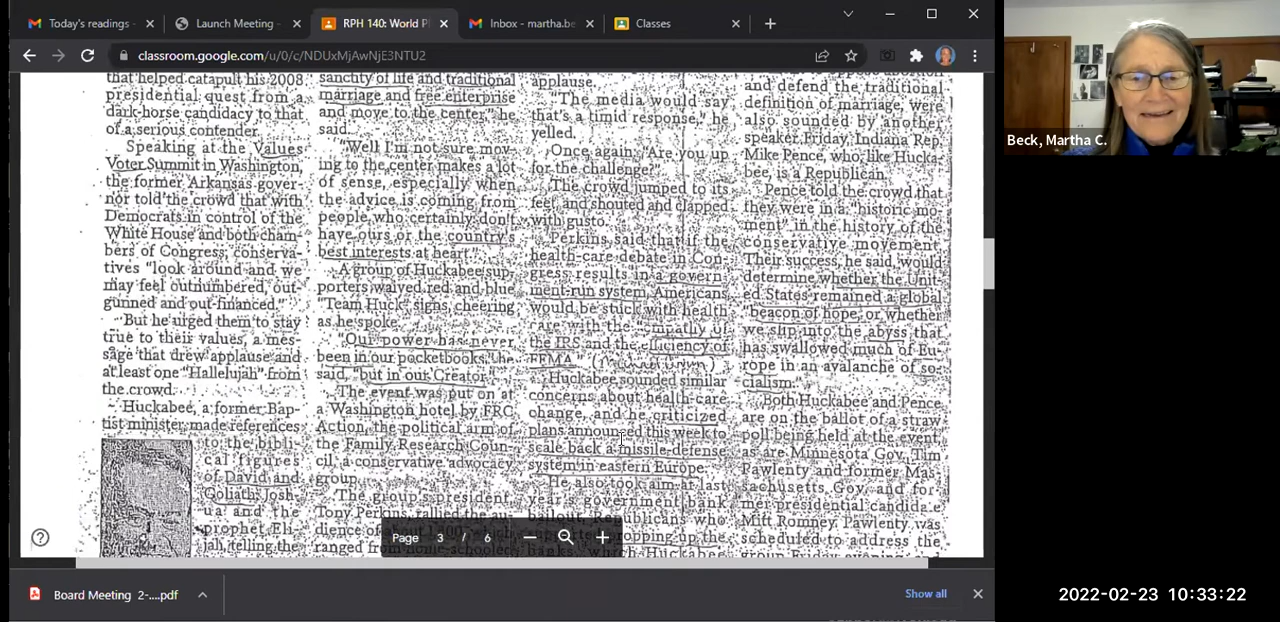 Today's readings -
Launch Meeting -
RPH 140: World P
Inbox - martha.be
Classes
classroom.google.com/u/0/c/NDUxMjAwNjE3NTU2
that helped catapult his 2008
presidential quest from a
dark-horse candidacy to that
of a serious contender.
Speaking at the Values
Voter Summit in Washington,
the former Arkansas gover-
nor told the crowd that with
Democrats in control of the
White House and both cham-
bers of Congress, conserva-
tives "look around and we
may feel outnumbered, out-
gunned and out-financed."
But he urged them to stay
true to their values, a mes-
sage that drew applause and
at least one "Hallelujah" from
the crowd.
Huckabee, a former Bap-
tist minister, made references
to the bibli-
cal figures
of David and
Goliath, Josh-
ua and the
prophet Eli-
jah, telling the
sanctity of life and traditional
marriage and free enterprise
and move to the center," he
said.
"Well I'm not sure mov-
ing to the center makes a lot
of sense, especially when
the advice is coming from
people who certainly don't
have ours or the country's
best interests at heart."
A group of Huckabee sup-
porters waived red and blue
"Team Huck" signs, cheering
as he spoke.
"Our power has never
been in our pocketbooks," he
said, "but in our Creator."
The event was put on at
a Washington hotel by FRC
Action, the political arm of
the Family Research Coun-
cil, a conservative advocacy
group.
The group's president,
Tony Perkins, rallied the au-
dience of about 1,800, which
ranged from home-schooler
applause.
"The media would say
that's a timid response," he
yelled.
Once again: "Are you up
for the challenge?"
The crowd jumped to its
feet, and shouted and clapped
with gusto.
Perkins said that if the
health-care debate in Con-
gress results in a govern-
ment-run system, Americans
would be stuck with health
care with the "empathy of
the IRS and the efficiency of
FEMA."
Huckabee sounded similar
concerns about health-care
change, and he criticized
plans announced this week to
scale back a missile-defense
system in eastern Europe.
He also took aim at last
year's government bank
bailout, Republicans who
propping up the
banks, which Huckabee
and defend the traditional
definition of marriage, were
also sounded by another
speaker Friday, Indiana Rep.
Mike Pence, who, like Hucka-
bee, is a Republican.
Pence told the crowd that
they were in a "historic mo-
ment" in the history of the
conservative movement.
Their success, he said, would
determine whether the Unit-
ed States remained a global
"beacon of hope, or whether
we slip into the abyss that
has swallowed much of Eu-
rope in an avalanche of so-
cialism."
Both Huckabee and Pence
are on the ballot of a straw
poll being held at the event,
as are Minnesota Gov. Tim
Pawlenty and former Mas-
sachusetts Gov. and for-
mer presidential candidate
Mitt Romney. Pawlenty was
scheduled to address the
group Friday evening and
Page 3 / 6
Board Meeting 2-....pdf
Show all
Beck, Martha C.
2022-02-23 10:33:22